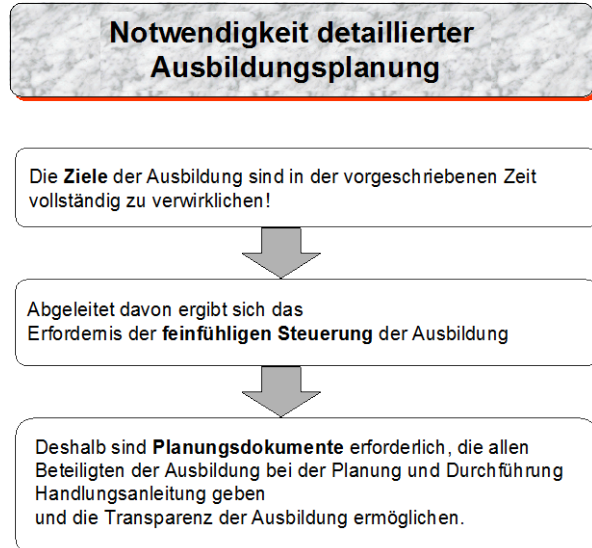 Notwendigkeit detaillierter
Ausbildungsplanung
Die Ziele der Ausbildung sind in der vorgeschriebenen Zeit
vollständig zu verwirklichen!
Abgeleitet davon ergibt sich das
Erfordernis der feinfühligen Steuerung der Ausbildung
Deshalb sind Planungsdokumente erforderlich, die allen
Beteiligten der Ausbildung bei der Planung und Durchführung
Handlungsanleitung geben
und die Transparenz der Ausbildung ermöglichen.